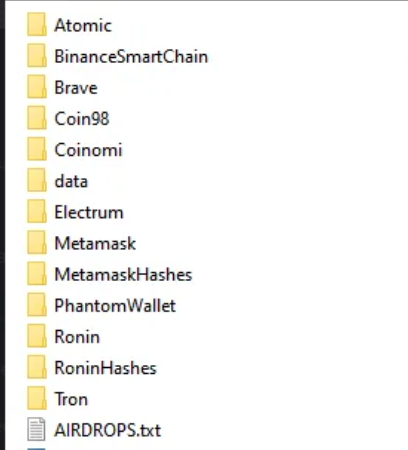 Atomic
BinanceSmartChain
Brave
Coin98
Coinomi
data
Electrum
Metamask
MetamaskHashes
PhantomWallet
Ronin
RoninHashes
Tron
AIRDROPS.txt